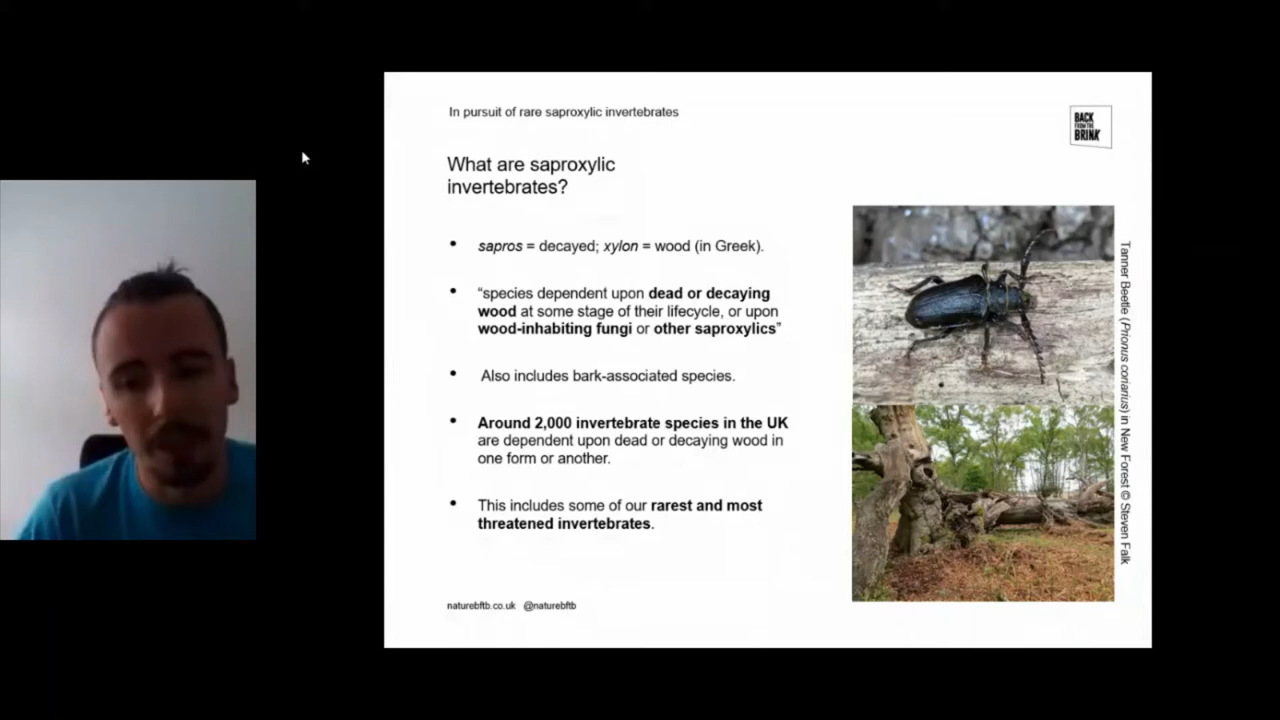 In pursuit of rare saproxylic invertebrates
BACK
FROM THE
BRINK
What are saproxylic
invertebrates?
• sapros = decayed; xylon = wood (in Greek).
• “species dependent upon dead or decaying
wood at some stage of their lifecycle, or upon
wood-inhabiting fungi or other saproxylics”
• Also includes bark-associated species.
• Around 2,000 invertebrate species in the UK
are dependent upon dead or decaying wood in
one form or another.
• This includes some of our rarest and most
threatened invertebrates.
Tanner Beetle (Prionus coriarius) in New Forest © Steven Falk
naturebftb.co.uk @naturebftb